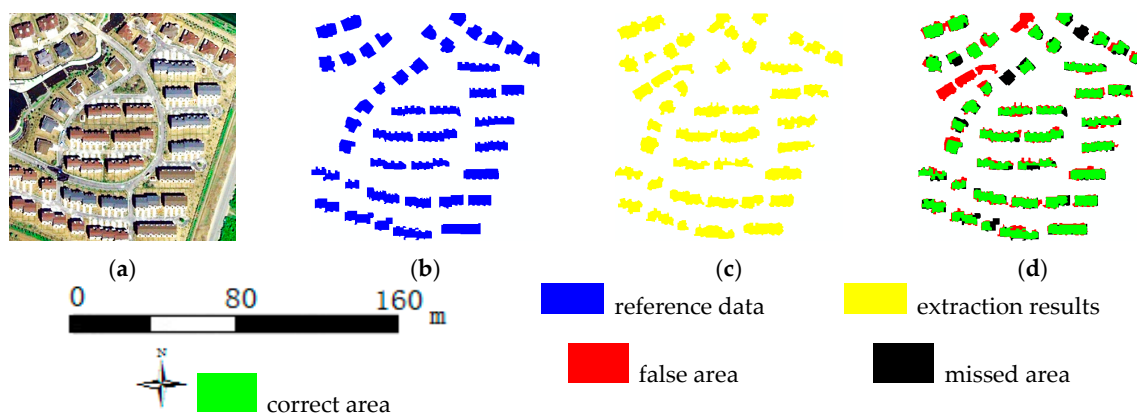 (a) (b) (c) (d)
0 80 160 m
reference data
extraction results
N
false area
missed area
correct area